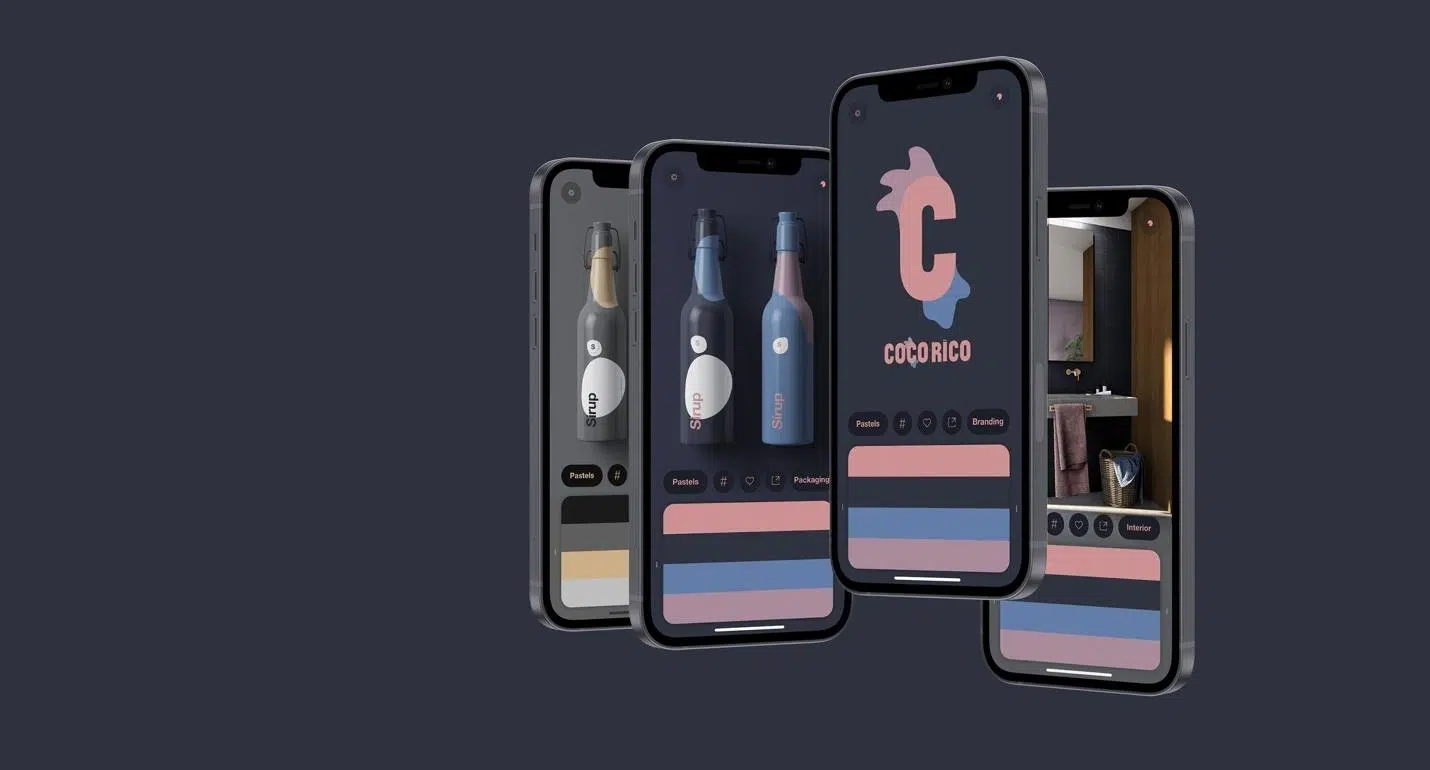 S
Sirup
Pastels
#
S
Sirup
S
Sirup
Pastels
#
Packaging
C
COCO RICO
Pastels
#
Branding
#
Interior